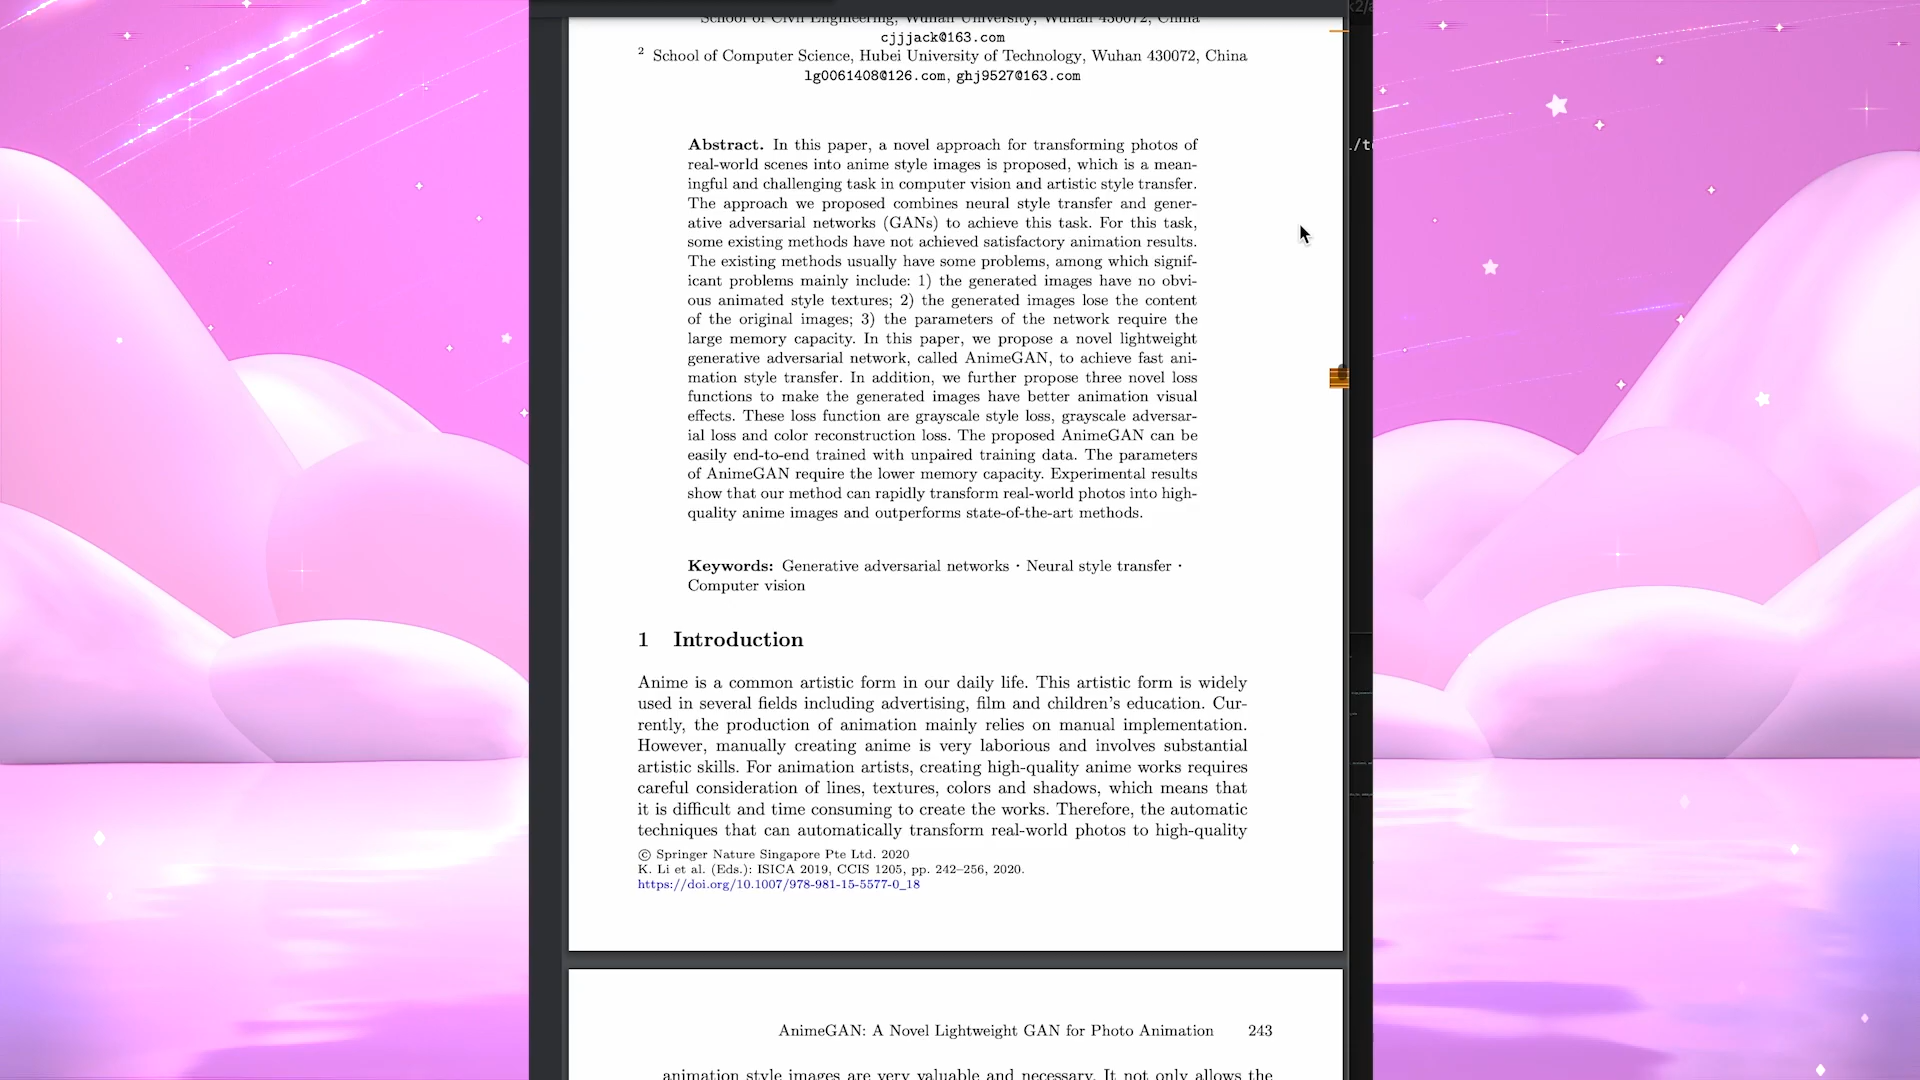 School of Civil Engineering, Wuhan University, Wuhan 430072, China
cjjjack@163.com
2 School of Computer Science, Hubei University of Technology, Wuhan 430072, China
lg0061408@126.com, ghj9527@163.com
Abstract. In this paper, a novel approach for transforming photos of
real-world scenes into anime style images is proposed, which is a mean-
ingful and challenging task in computer vision and artistic style transfer.
The approach we proposed combines neural style transfer and gener-
ative adversarial networks (GANs) to achieve this task. For this task,
some existing methods have not achieved satisfactory animation results.
The existing methods usually have some problems, among which signif-
icant problems mainly include: 1) the generated images have no obvi-
ous animated style textures; 2) the generated images lose the content
of the original images; 3) the parameters of the network require the
large memory capacity. In this paper, we propose a novel lightweight
generative adversarial network, called AnimeGAN, to achieve fast ani-
mation style transfer. In addition, we further propose three novel loss
functions to make the generated images have better animation visual
effects. These loss function are grayscale style loss, grayscale adversar-
ial loss and color reconstruction loss. The proposed AnimeGAN can be
easily end-to-end trained with unpaired training data. The parameters
of AnimeGAN require the lower memory capacity. Experimental results
show that our method can rapidly transform real-world photos into high-
quality anime images and outperforms state-of-the-art methods.
Keywords: Generative adversarial networks · Neural style transfer ·
Computer vision
1 Introduction
Anime is a common artistic form in our daily life. This artistic form is widely
used in several fields including advertising, film and children's education. Cur-
rently, the production of animation mainly relies on manual implementation.
However, manually creating anime is very laborious and involves substantial
artistic skills. For animation artists, creating high-quality anime works requires
careful consideration of lines, textures, colors and shadows, which means that
it is difficult and time consuming to create the works. Therefore, the automatic
techniques that can automatically transform real-world photos to high-quality
© Springer Nature Singapore Pte Ltd. 2020
K. Li et al. (Eds.): ISICA 2019, CCIS 1205, pp. 242–256, 2020.
https://doi.org/10.1007/978-981-15-5577-0_18
AnimeGAN: A Novel Lightweight GAN for Photo Animation 243
animation style images are very valuable and necessary. It not only allows the